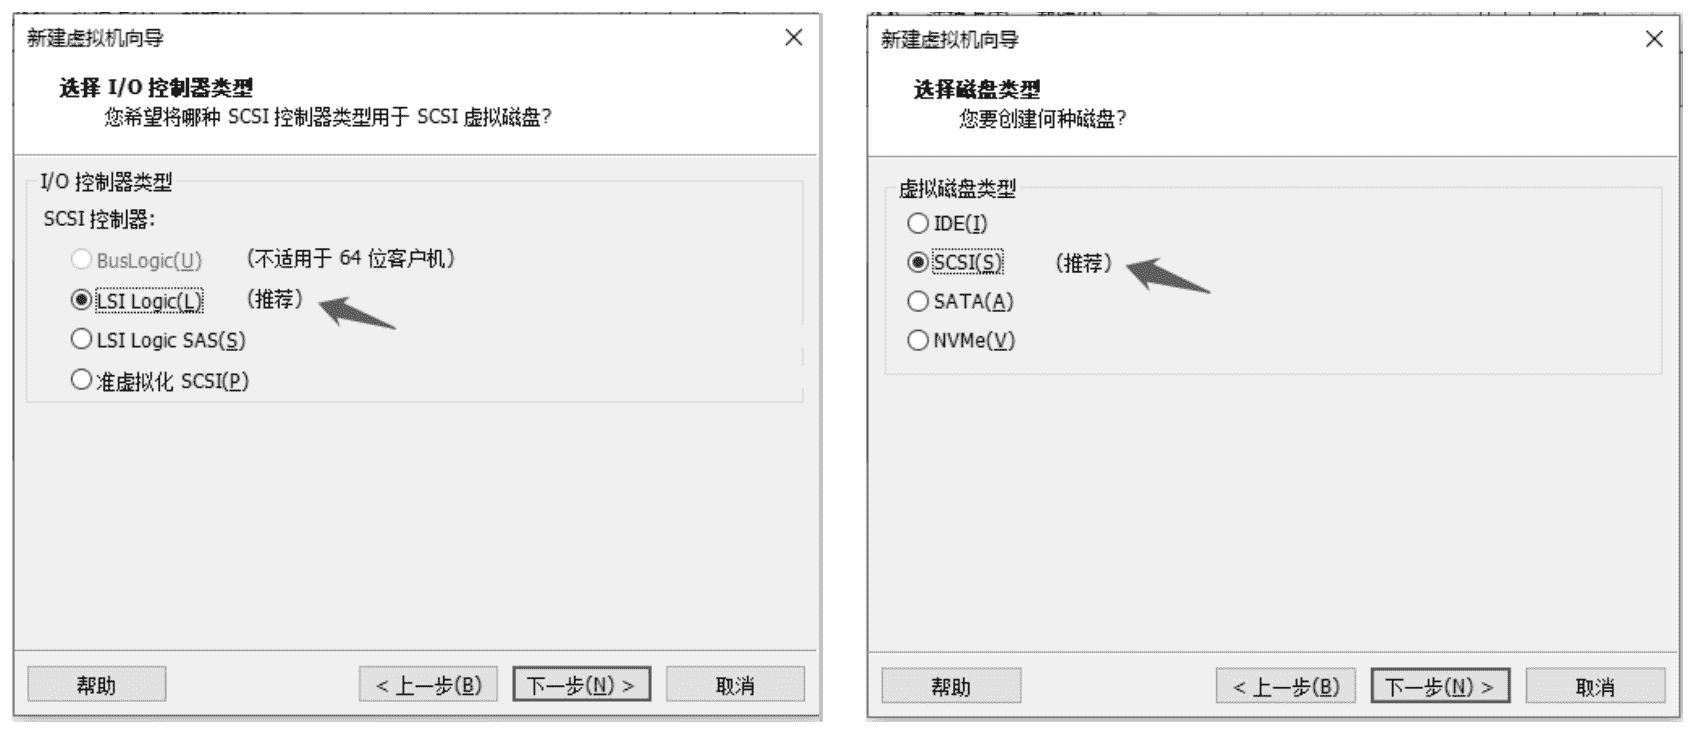 新建虚拟机向导
选择 I/O 控制器类型
您希望将哪种 SCSI 控制器类型用于 SCSI 虚拟磁盘?
I/O 控制器类型
SCSI 控制器:
BusLogic(U) (不适用于 64 位客户机)
LSI Logic(L) (推荐)
LSI Logic SAS(S)
准虚拟化 SCSI(P)
帮助 < 上一步(B) 下一步(N) > 取消
新建虚拟机向导
选择磁盘类型
您要创建何种磁盘?
虚拟磁盘类型
IDE(I)
SCSI(S) (推荐)
SATA(A)
NVMe(V)
帮助 < 上一步(B) 下一步(N) > 取消